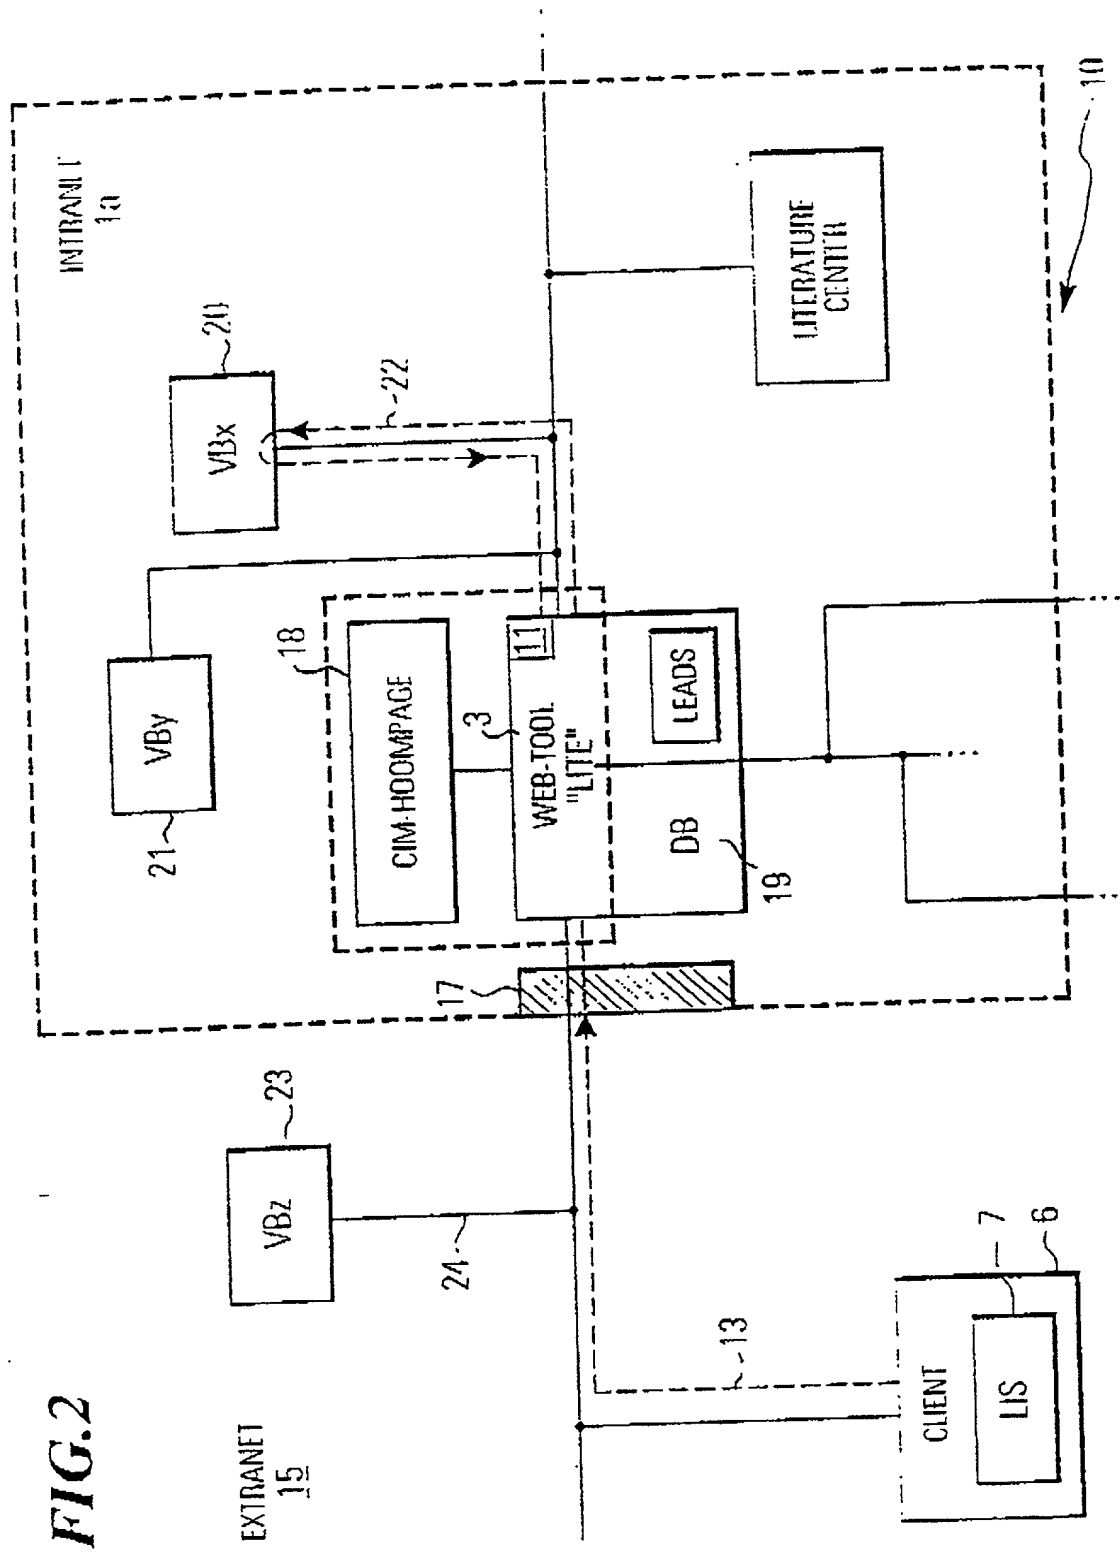 FIG.2
EXTRANET
15
INTRANET
1a
VBz
23
24
VBy
21
VBx
20
22
CIM-HOOMPAGE
18
3
WEB-TOOL
"LITE"
11
17
DB
19
LEADS
LITERATURE
CENTER
10
13
CLIENT
6
LIS
7